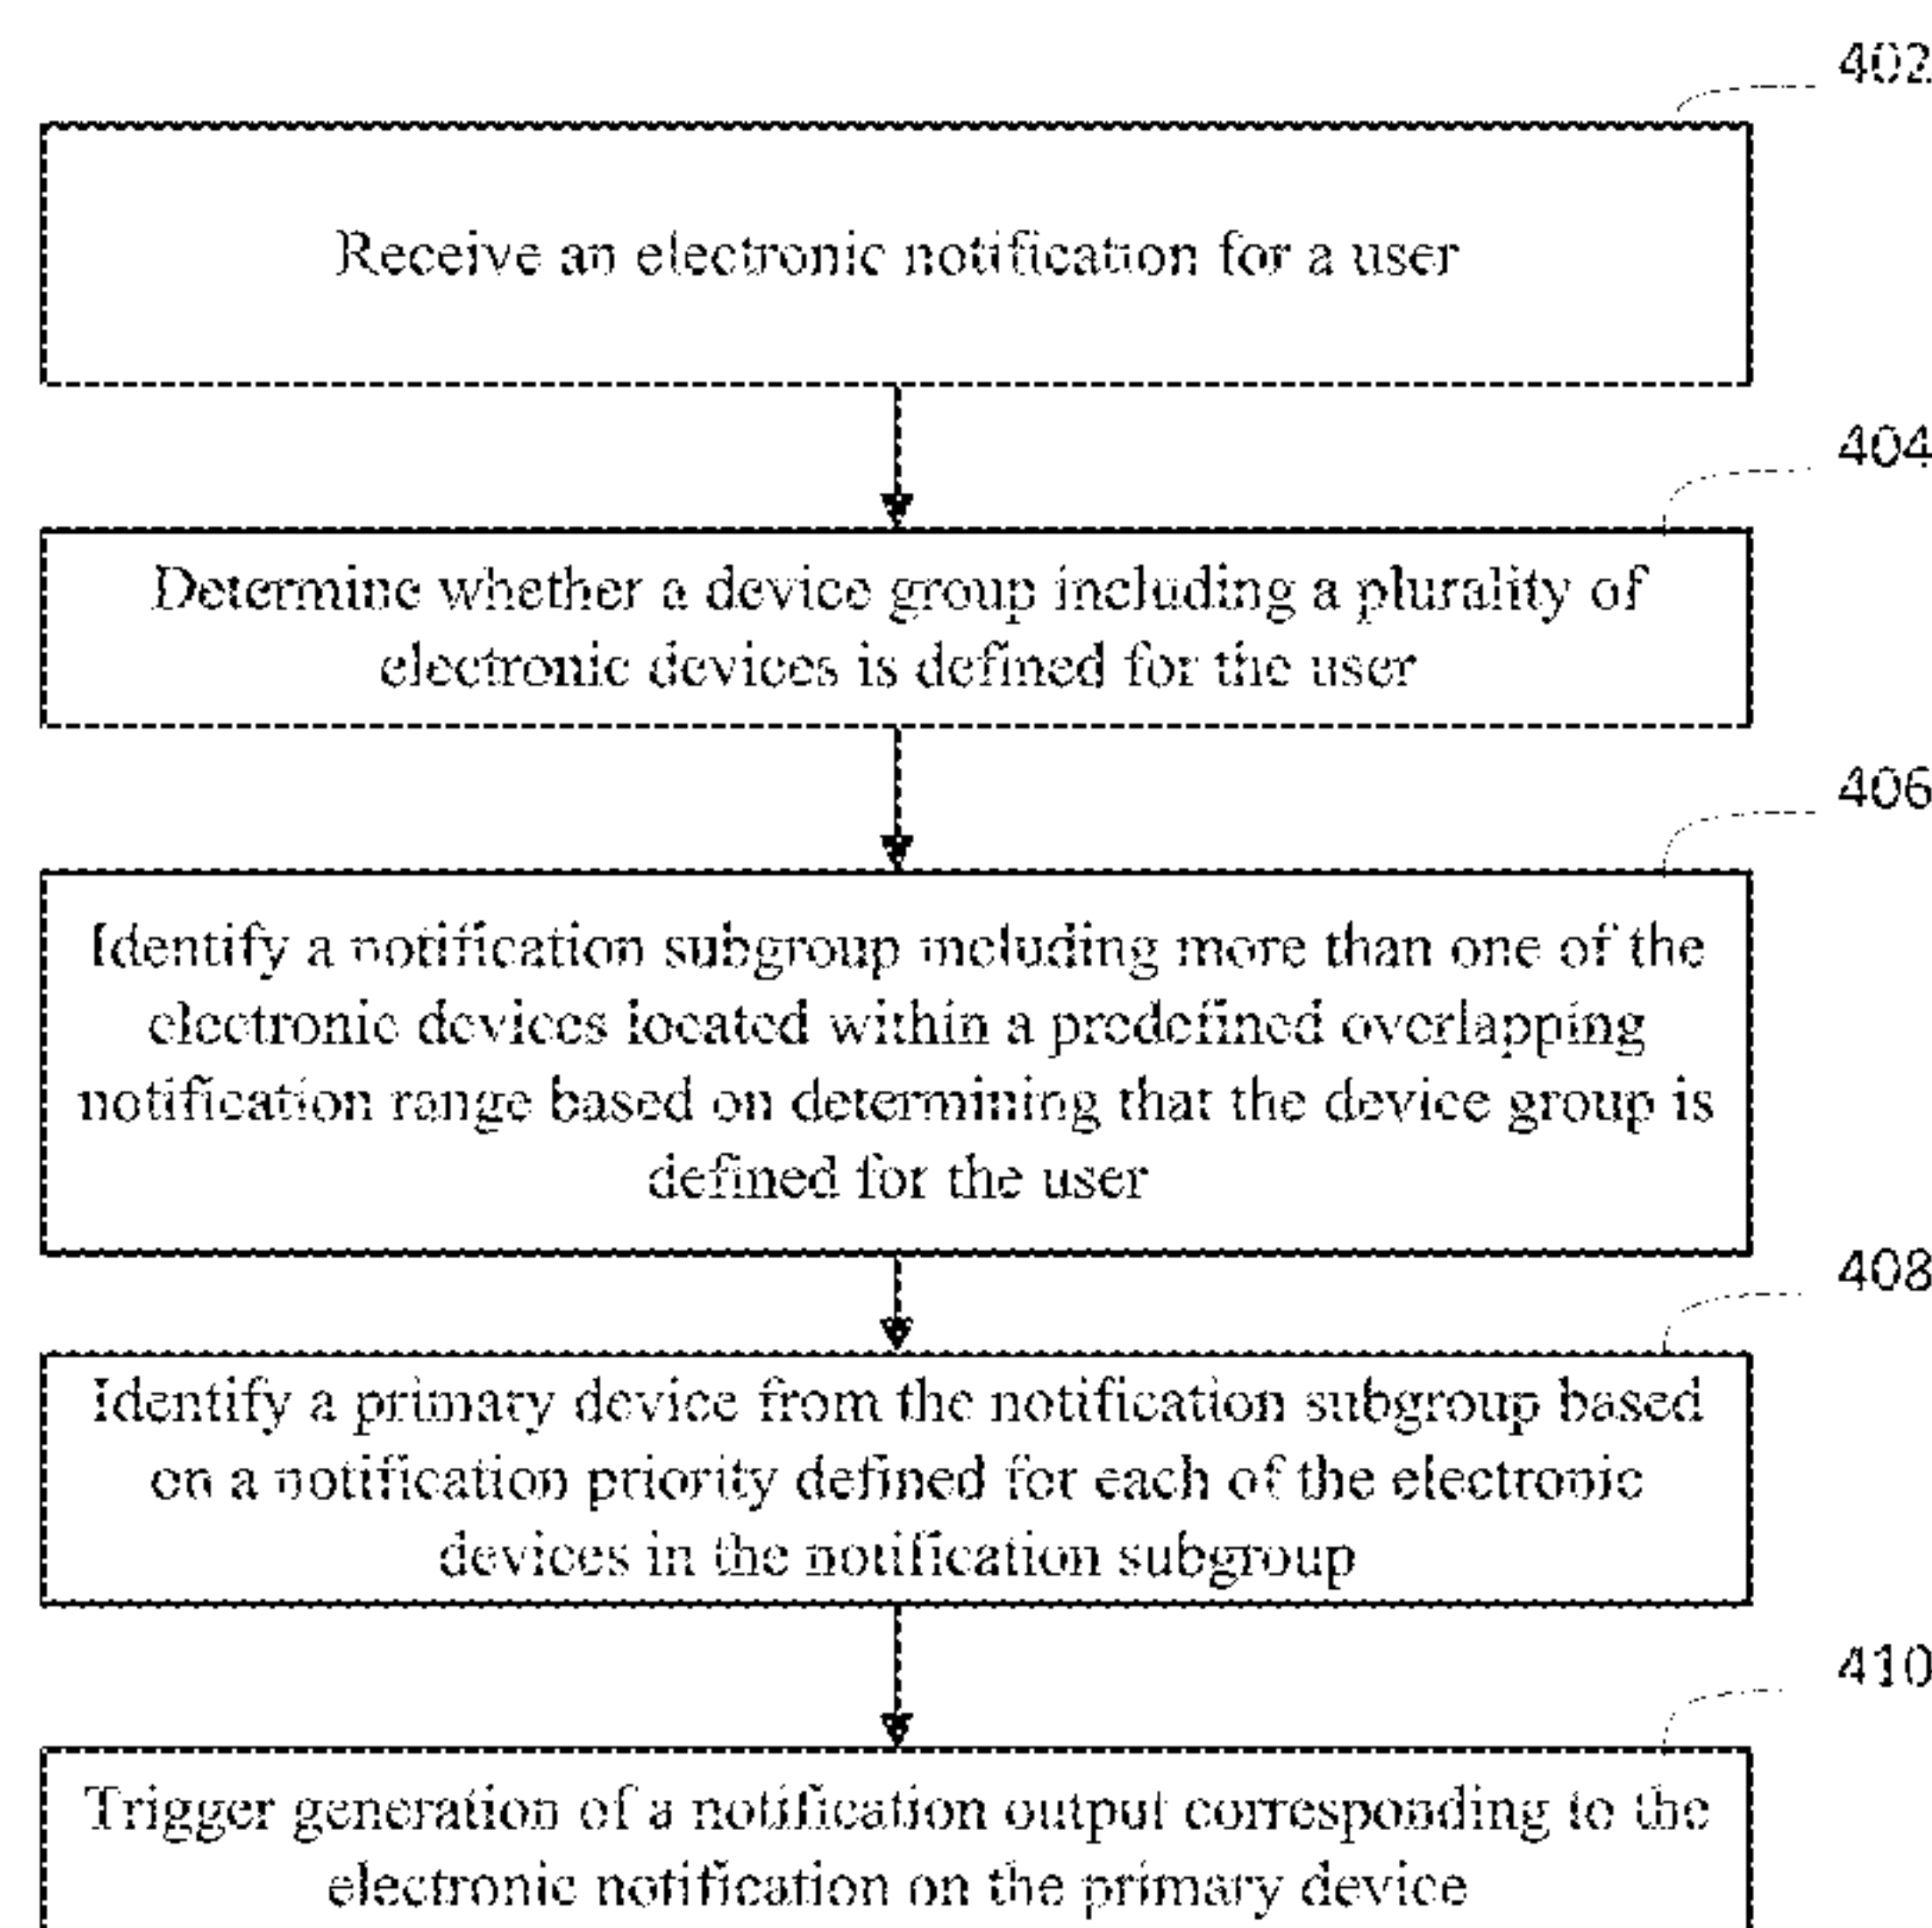 402
Receive an electronic notification for a user
404
Determine whether a device group including a plurality of
electronic devices is defined for the user
406
Identify a notification subgroup including more than one of the
electronic devices located within a predefined overlapping
notification range based on determining that the device group is
defined for the user
408
Identify a primary device from the notification subgroup based
on a notification priority defined for each of the electronic
devices in the notification subgroup
410
Trigger generation of a notification output corresponding to the
electronic notification on the primary device